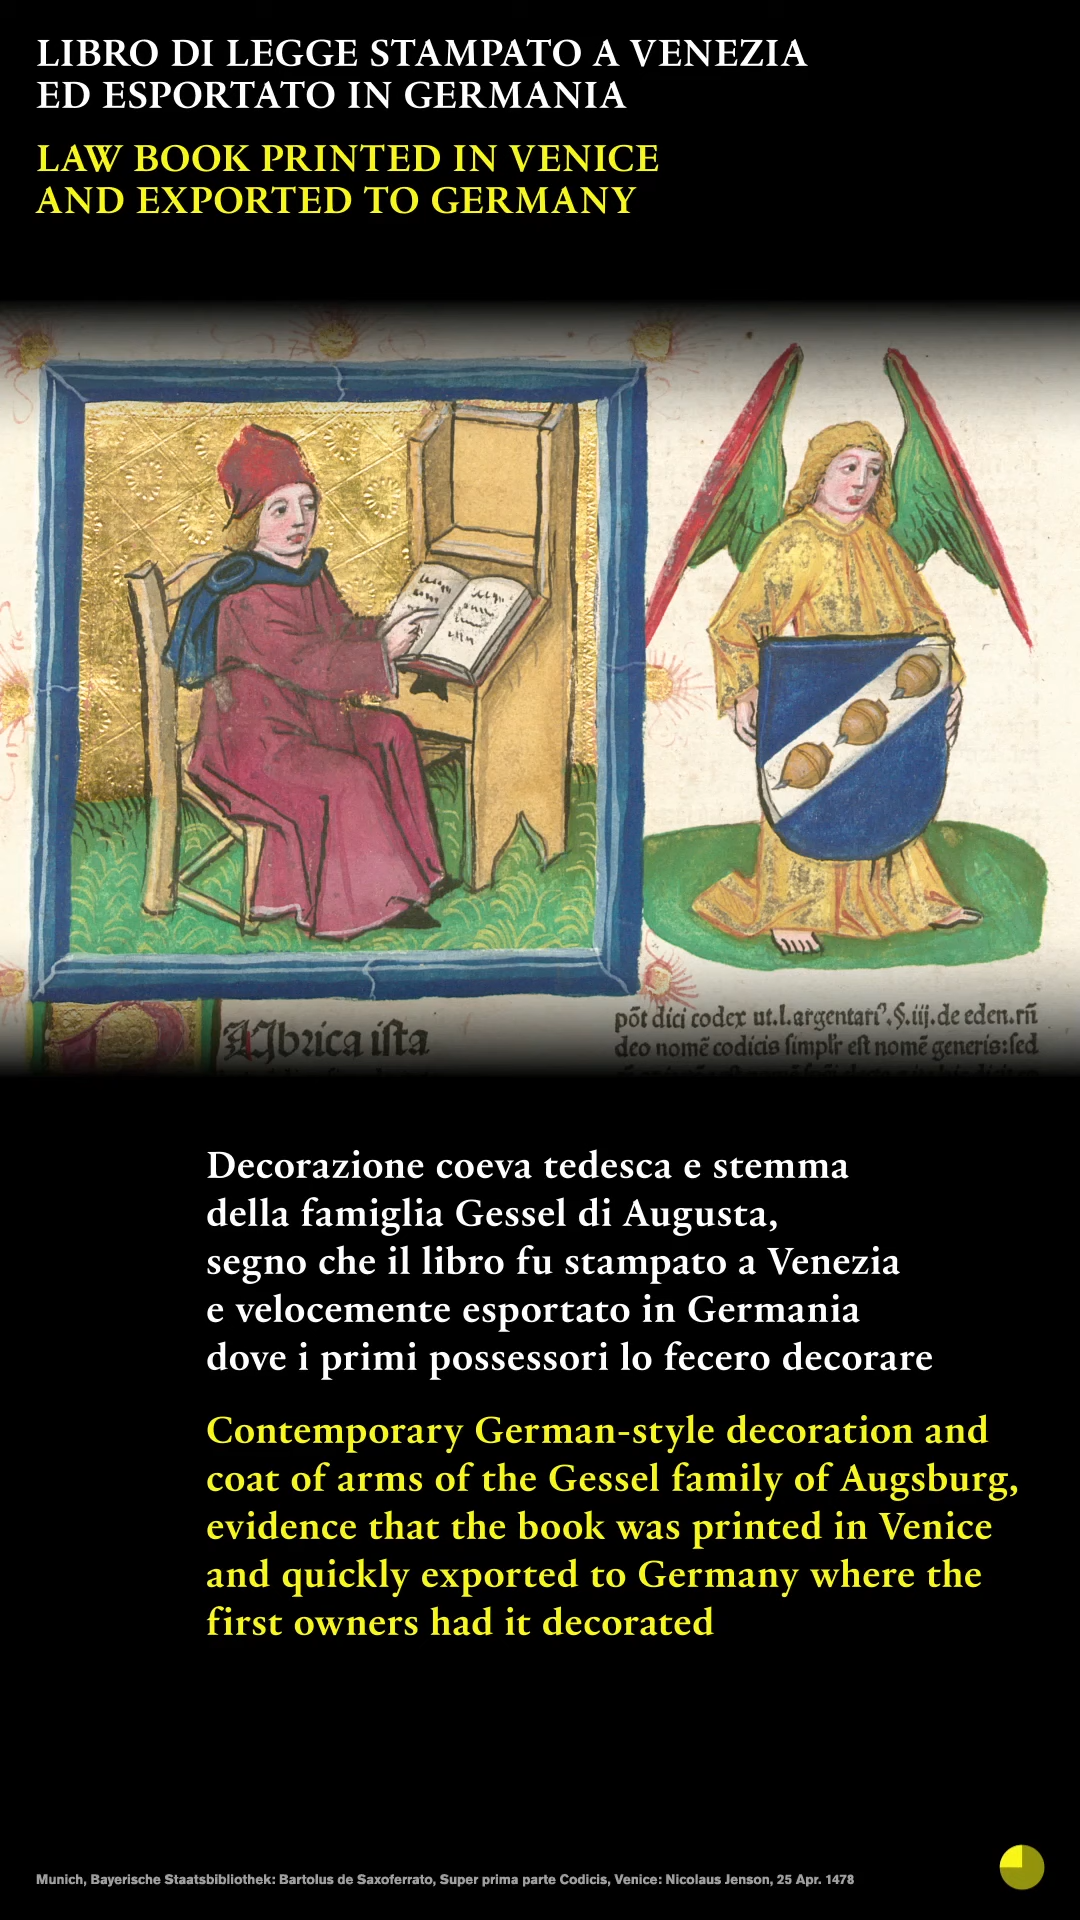 LIBRO DI LEGGE STAMPATO A VENEZIA
ED ESPORTATO IN GERMANIA
LAW BOOK PRINTED IN VENICE
AND EXPORTED TO GERMANY
Rubrica ista
põt dici codex ut.l.argentariꝰ.§.iij.de eden.rñ
deo nomẽ codicis simplr est nomẽ generis:sed
Decorazione coeva tedesca e stemma
della famiglia Gessel di Augusta,
segno che il libro fu stampato a Venezia
e velocemente esportato in Germania
dove i primi possessori lo fecero decorare
Contemporary German-style decoration and
coat of arms of the Gessel family of Augsburg,
evidence that the book was printed in Venice
and quickly exported to Germany where the
first owners had it decorated
Munich, Bayerische Staatsbibliothek: Bartolus de Saxoferrato, Super prima parte Codicis, Venice: Nicolaus Jenson, 25 Apr. 1478